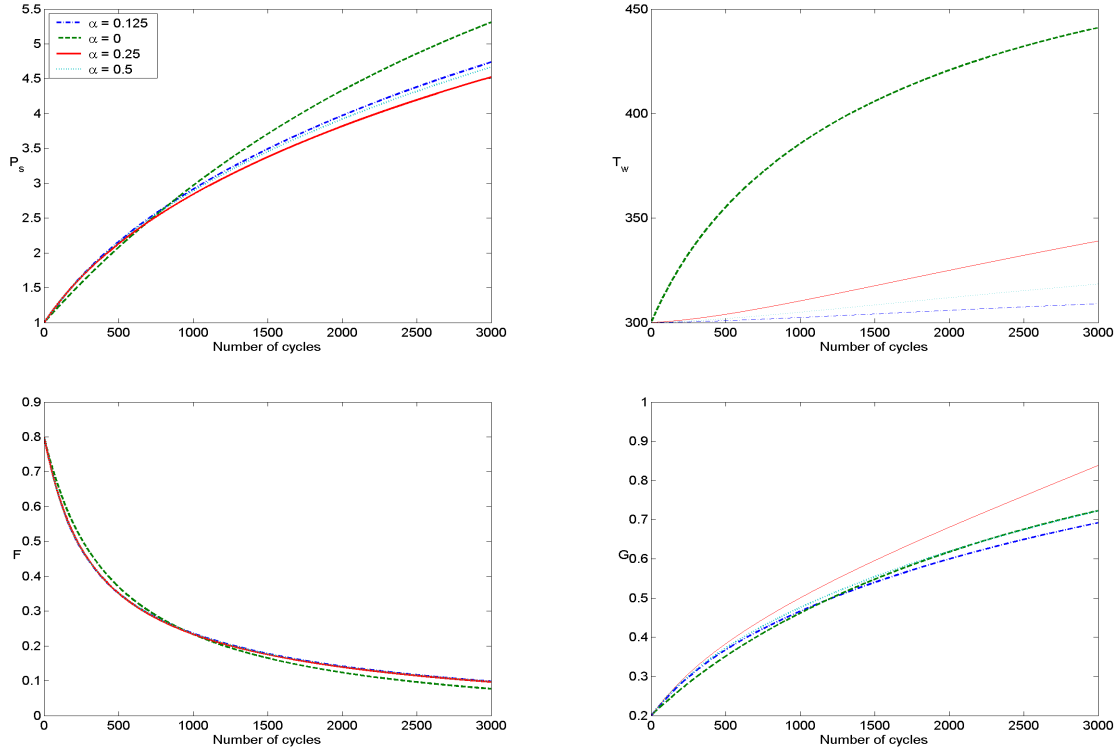 5.5
5
4.5
4
3.5
3
2.5
2
1.5
1
P_s
α = 0.125
α = 0
α = 0.25
α = 0.5
0 500 1000 1500 2000 2500 3000
Number of cycles
450
400
350
300
T_w
0 500 1000 1500 2000 2500 3000
Number of cycles
0.9
0.8
0.7
0.6
0.5
0.4
0.3
0.2
0.1
0
F
0 500 1000 1500 2000 2500 3000
Number of cycles
1
0.9
0.8
0.7
0.6
0.5
0.4
0.3
0.2
G
0 500 1000 1500 2000 2500 3000
Number of cycles